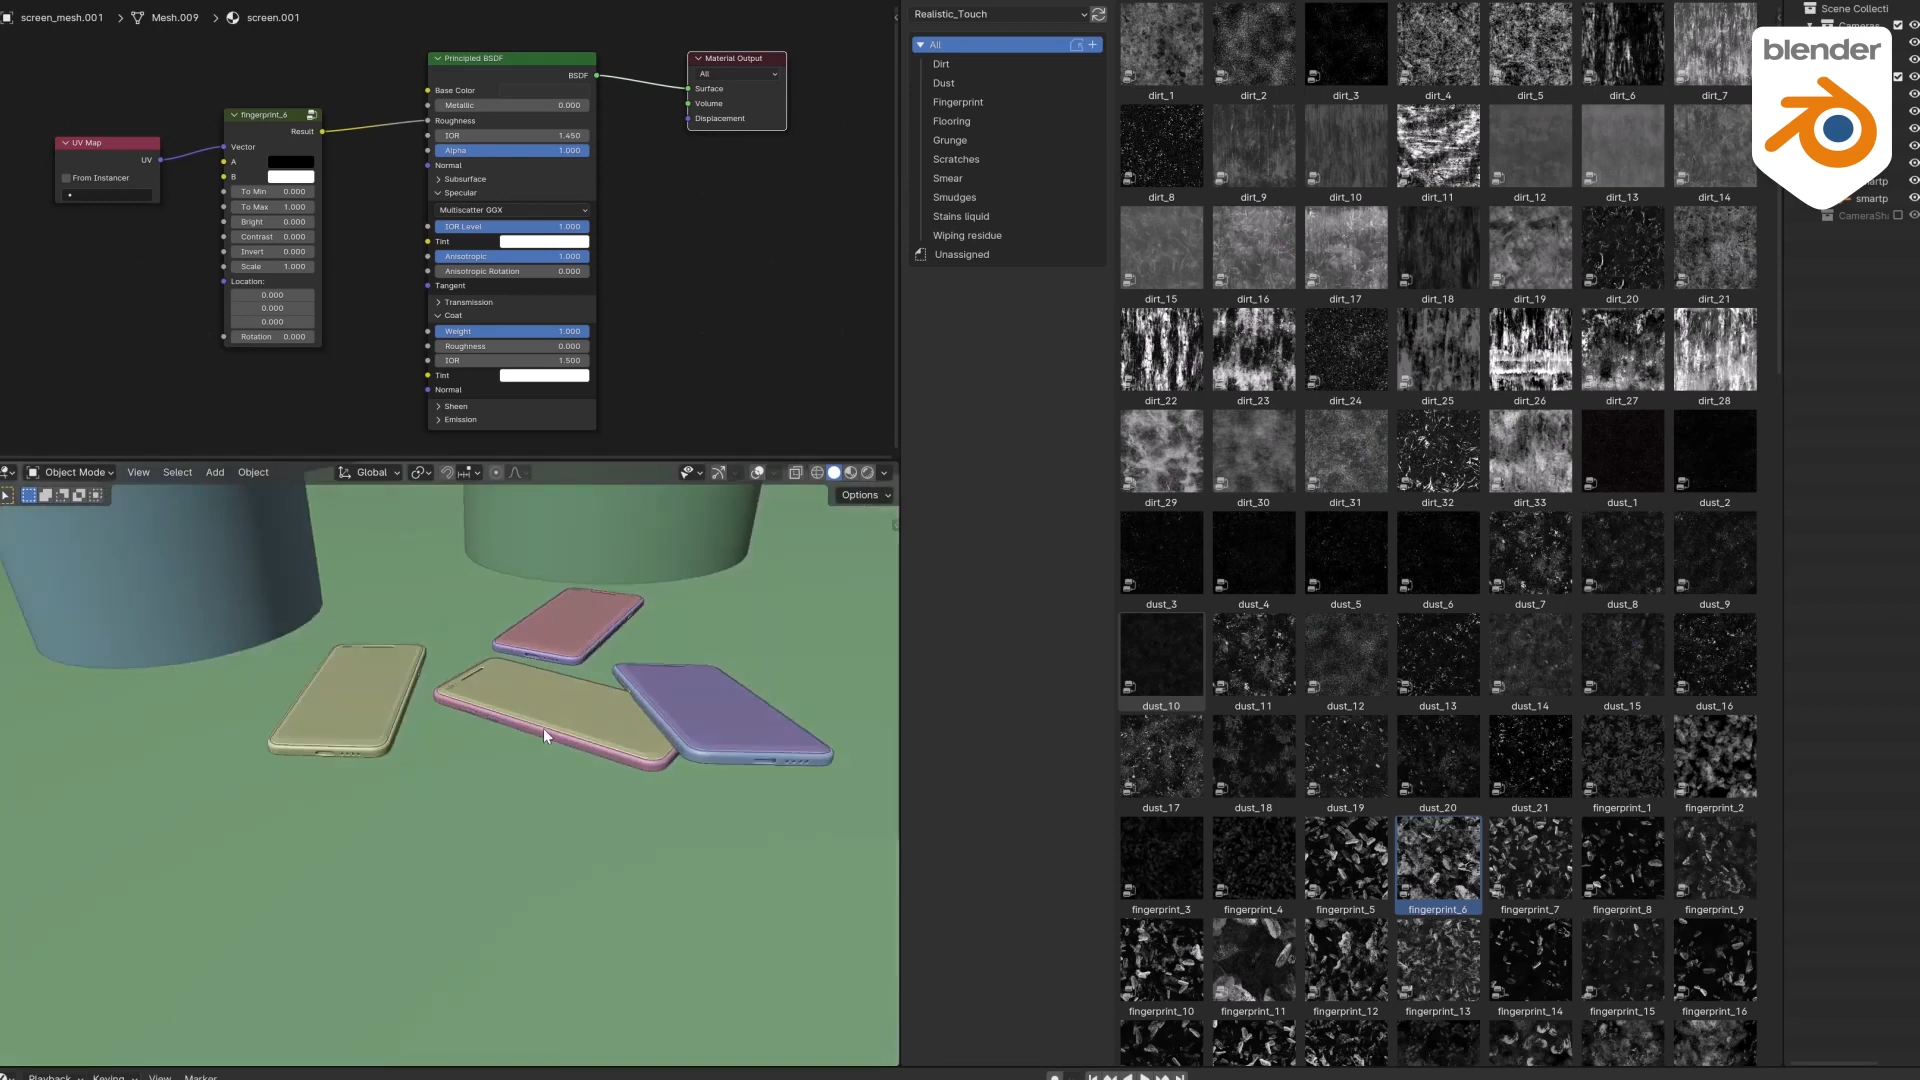 screen_mesh.001 > Mesh.009 > screen.001
UV Map
UV
From Instancer
fingerprint_6
Result
Vector
A
B
To Min 0.000
To Max 1.000
Bright 0.000
Contrast 0.000
Invert 0.000
Scale 1.000
Location:
0.000
0.000
0.000
Rotation 0.000
Principled BSDF
BSDF
Base Color
Metallic 0.000
Roughness
IOR 1.450
Alpha 1.000
Normal
Subsurface
Specular
Multiscatter GGX
IOR Level 1.000
Tint
Anisotropic 1.000
Anisotropic Rotation 0.000
Tangent
Transmission
Coat
Weight 1.000
Roughness 0.000
IOR 1.500
Tint
Normal
Sheen
Emission
Material Output
All
Surface
Volume
Displacement
Object Mode View Select Add Object Global
Options
Playback Keying View Marker
Realistic_Touch
All
Dirt
Dust
Fingerprint
Flooring
Grunge
Scratches
Smear
Smudges
Stains liquid
Wiping residue
Unassigned
dirt_1 dirt_2 dirt_3 dirt_4 dirt_5 dirt_6 dirt_7
dirt_8 dirt_9 dirt_10 dirt_11 dirt_12 dirt_13 dirt_14
dirt_15 dirt_16 dirt_17 dirt_18 dirt_19 dirt_20 dirt_21
dirt_22 dirt_23 dirt_24 dirt_25 dirt_26 dirt_27 dirt_28
dirt_29 dirt_30 dirt_31 dirt_32 dirt_33 dust_1 dust_2
dust_3 dust_4 dust_5 dust_6 dust_7 dust_8 dust_9
dust_10 dust_11 dust_12 dust_13 dust_14 dust_15 dust_16
dust_17 dust_18 dust_19 dust_20 dust_21 fingerprint_1 fingerprint_2
fingerprint_3 fingerprint_4 fingerprint_5 fingerprint_6 fingerprint_7 fingerprint_8 fingerprint_9
fingerprint_10 fingerprint_11 fingerprint_12 fingerprint_13 fingerprint_14 fingerprint_15 fingerprint_16
Scene Collecti
blender
smartp
smartp
CameraSha